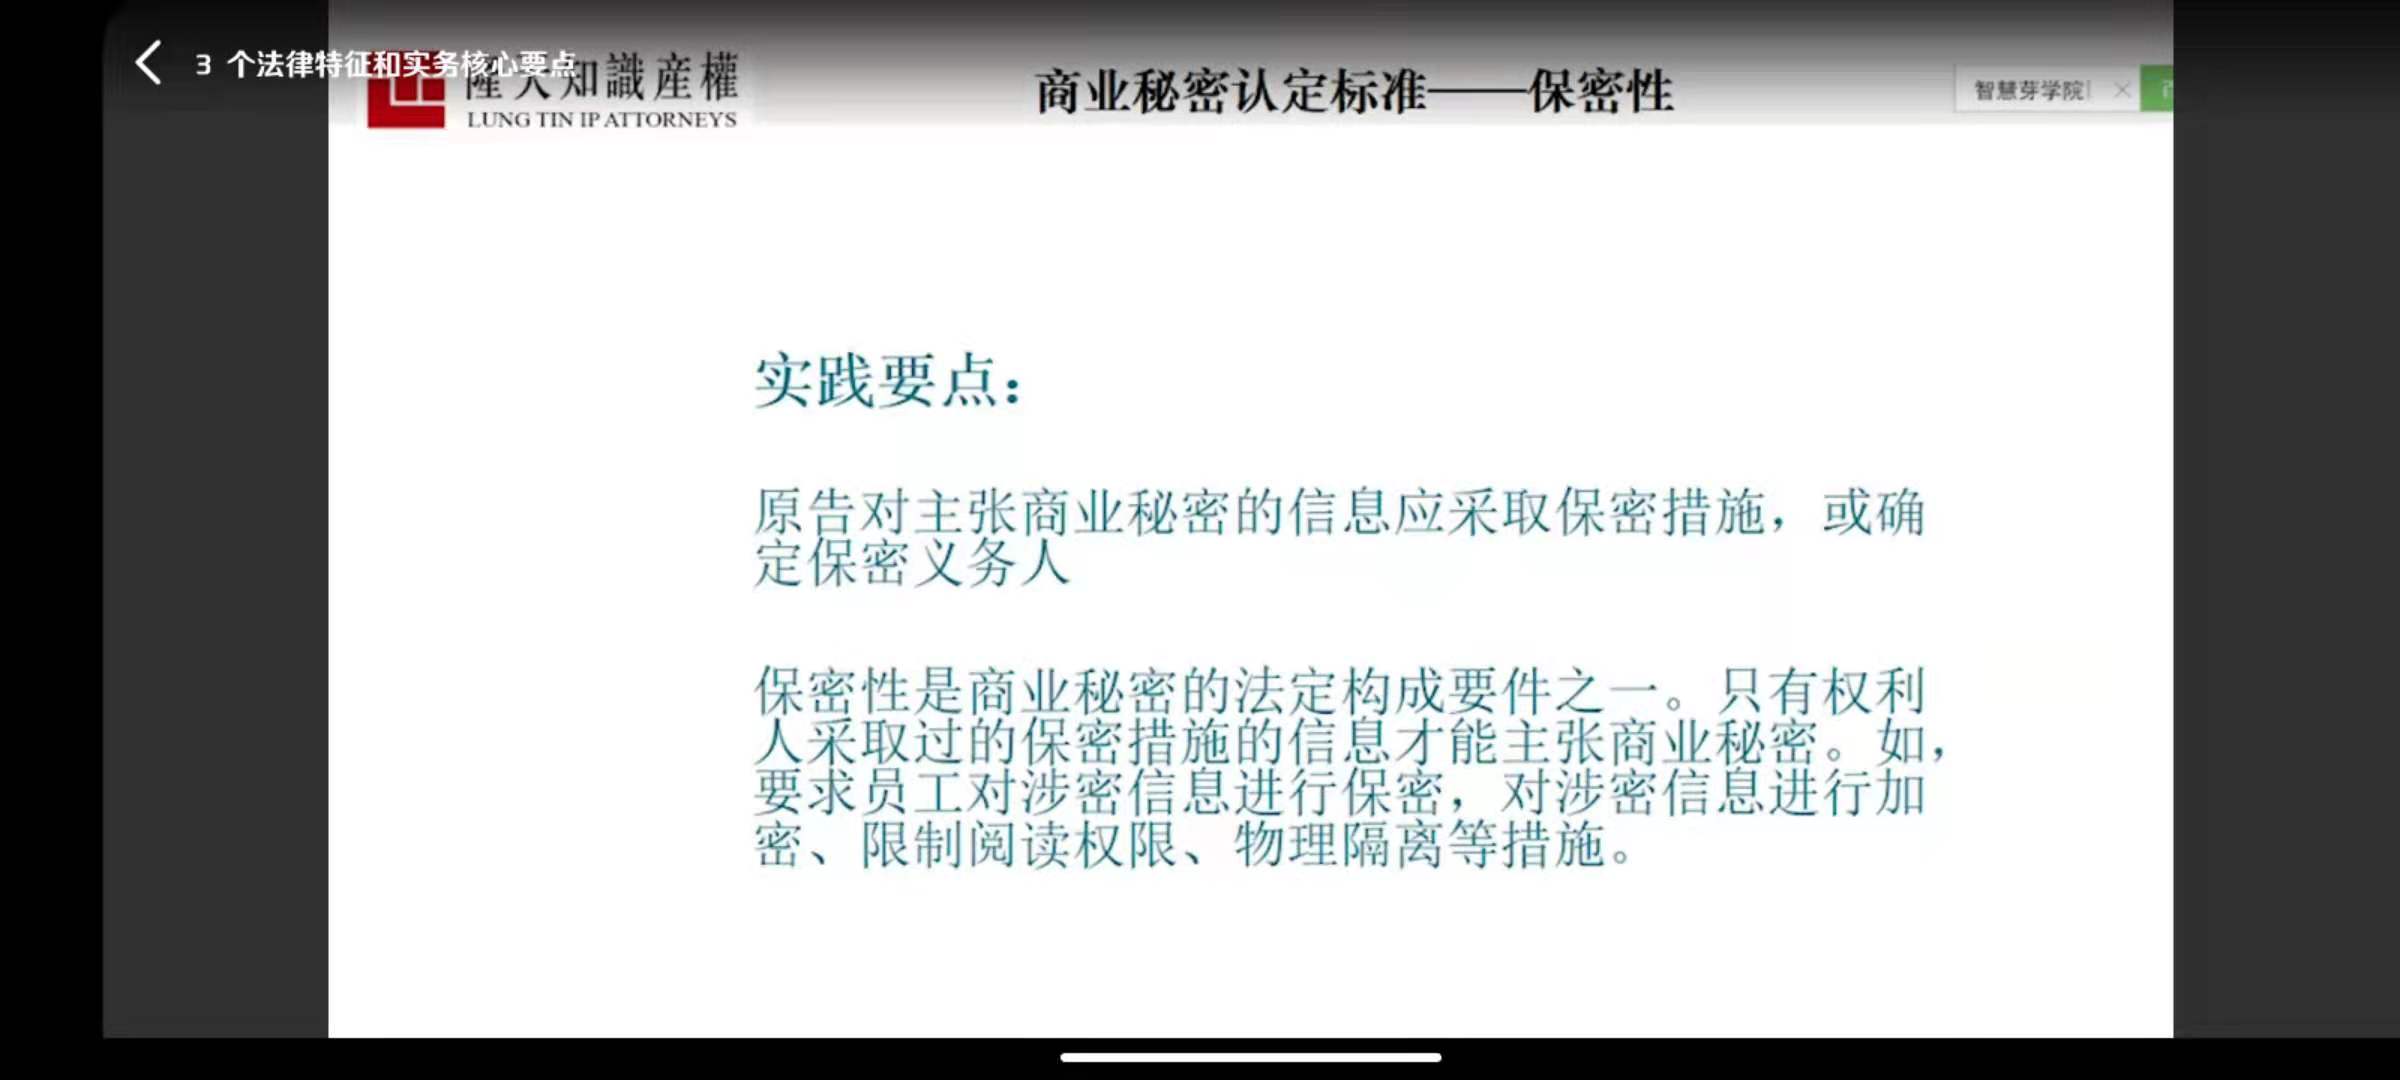 3 个法律特征和实务核心要点
隆天知識産權
LUNG TIN IP ATTORNEYS
商业秘密认定标准——保密性
智慧芽学院
实践要点：
原告对主张商业秘密的信息应采取保密措施，或确
定保密义务人
保密性是商业秘密的法定构成要件之一。只有权利
人采取过的保密措施的信息才能主张商业秘密。如，
要求员工对涉密信息进行保密，对涉密信息进行加
密、限制阅读权限、物理隔离等措施。